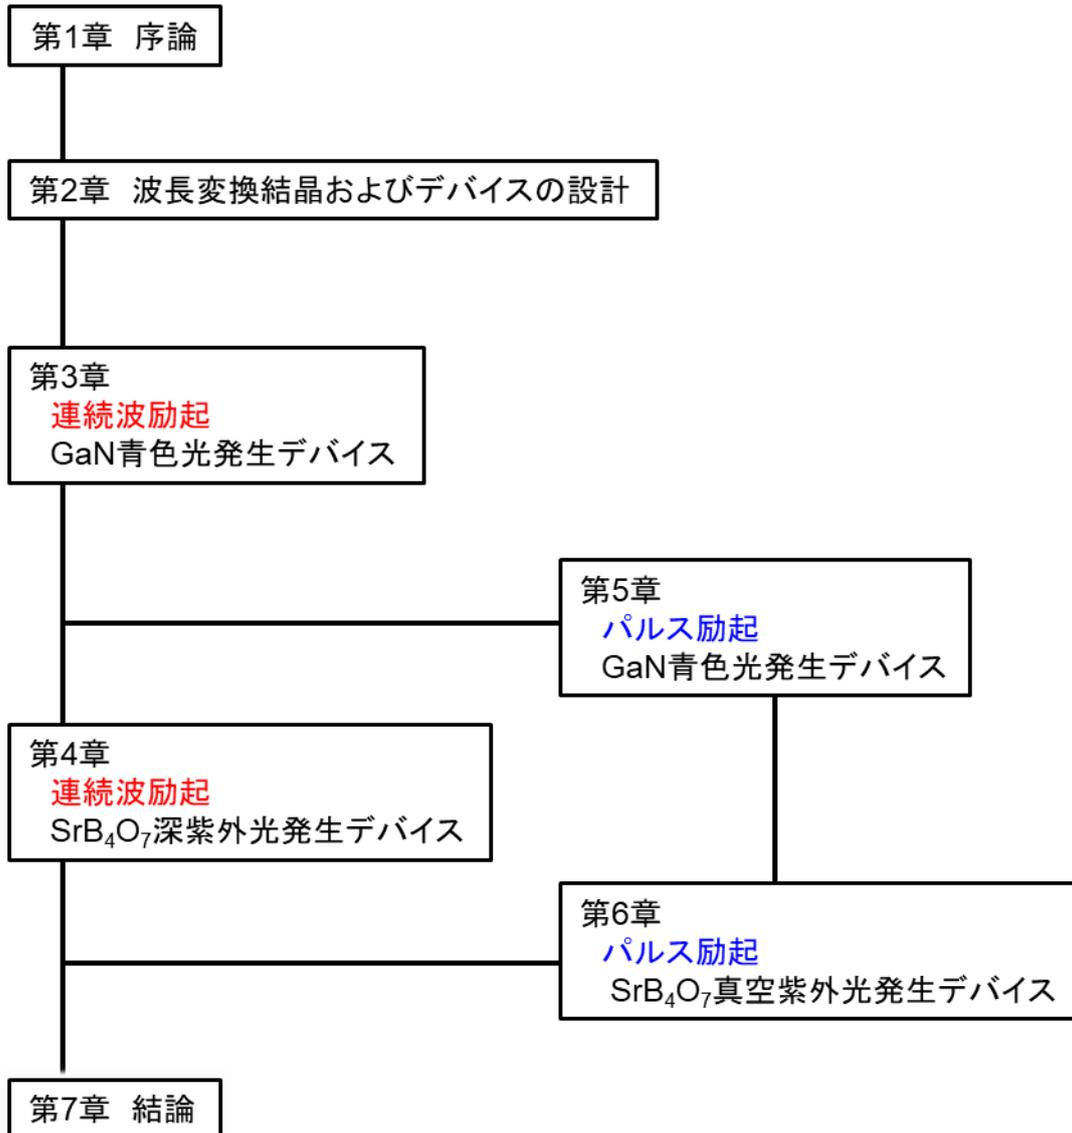 第1章　序論
第2章　波長変換結晶およびデバイスの設計
第3章
連続波励起
GaN青色光発生デバイス
第5章
パルス励起
GaN青色光発生デバイス
第4章
連続波励起
SrB₄O₇深紫外光発生デバイス
第6章
パルス励起
SrB₄O₇真空紫外光発生デバイス
第7章　結論